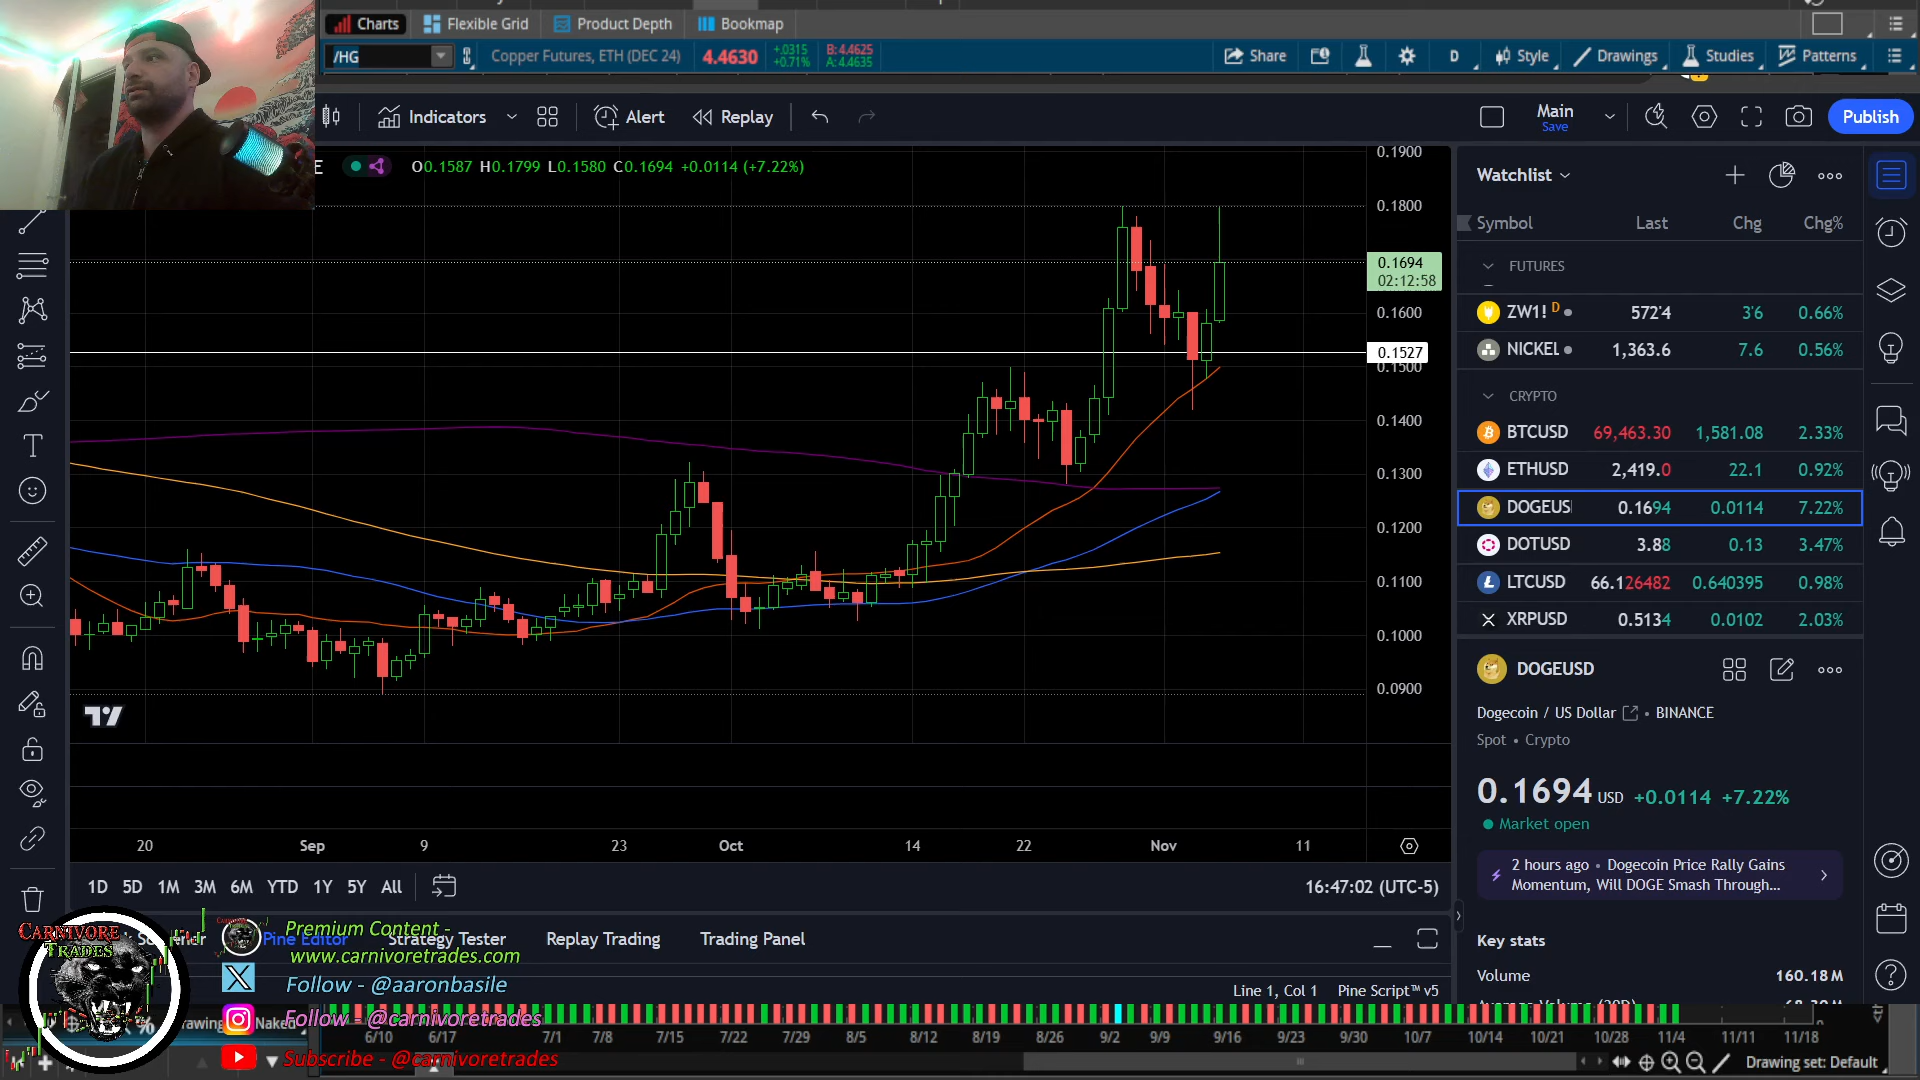 Charts
Flexible Grid
Product Depth
Bookmap
/HG
Copper Futures, ETH (DEC 24)
4.4630
+.0315
+0.71%
B: 4.4625
A: 4.4635
Share
D
Style
Drawings
Studies
Patterns
Indicators
Alert
Replay
Main
Save
Publish
E
O0.1587 H0.1799 L0.1580 C0.1694 +0.0114 (+7.22%)
0.1900
0.1800
0.1694
02:12:58
0.1600
0.1527
0.1500
0.1400
0.1300
0.1200
0.1100
0.1000
0.0900
20
Sep
9
23
Oct
14
22
Nov
11
Watchlist
Symbol Last Chg Chg%
FUTURES
ZW1! D 572'4 3'6 0.66%
NICKEL 1,363.6 7.6 0.56%
CRYPTO
BTCUSD 69,463.30 1,581.08 2.33%
ETHUSD 2,419.0 22.1 0.92%
DOGEUS 0.1694 0.0114 7.22%
DOTUSD 3.88 0.13 3.47%
LTCUSD 66.126482 0.640395 0.98%
XRPUSD 0.5134 0.0102 2.03%
DOGEUSD
Dogecoin / US Dollar • BINANCE
Spot • Crypto
0.1694 USD +0.0114 +7.22%
Market open
2 hours ago • Dogecoin Price Rally Gains
Momentum, Will DOGE Smash Through...
Key stats
Volume 160.18 M
1D 5D 1M 3M 6M YTD 1Y 5Y All
16:47:02 (UTC-5)
Pine Editor
Strategy Tester
Replay Trading
Trading Panel
Line 1, Col 1
Pine Script™ v5
CARNIVORE
TRADES
Premium Content -
www.carnivoretrades.com
Follow - @aaronbasile
Follow - @carnivoretrades
Subscribe - @carnivoretrades
6/10 6/17 7/1 7/8 7/15 7/22 7/29 8/5 8/12 8/19 8/26 9/2 9/9 9/16 9/23 9/30 10/7 10/14 10/21 10/28 11/4 11/11 11/18
Drawing set: Default